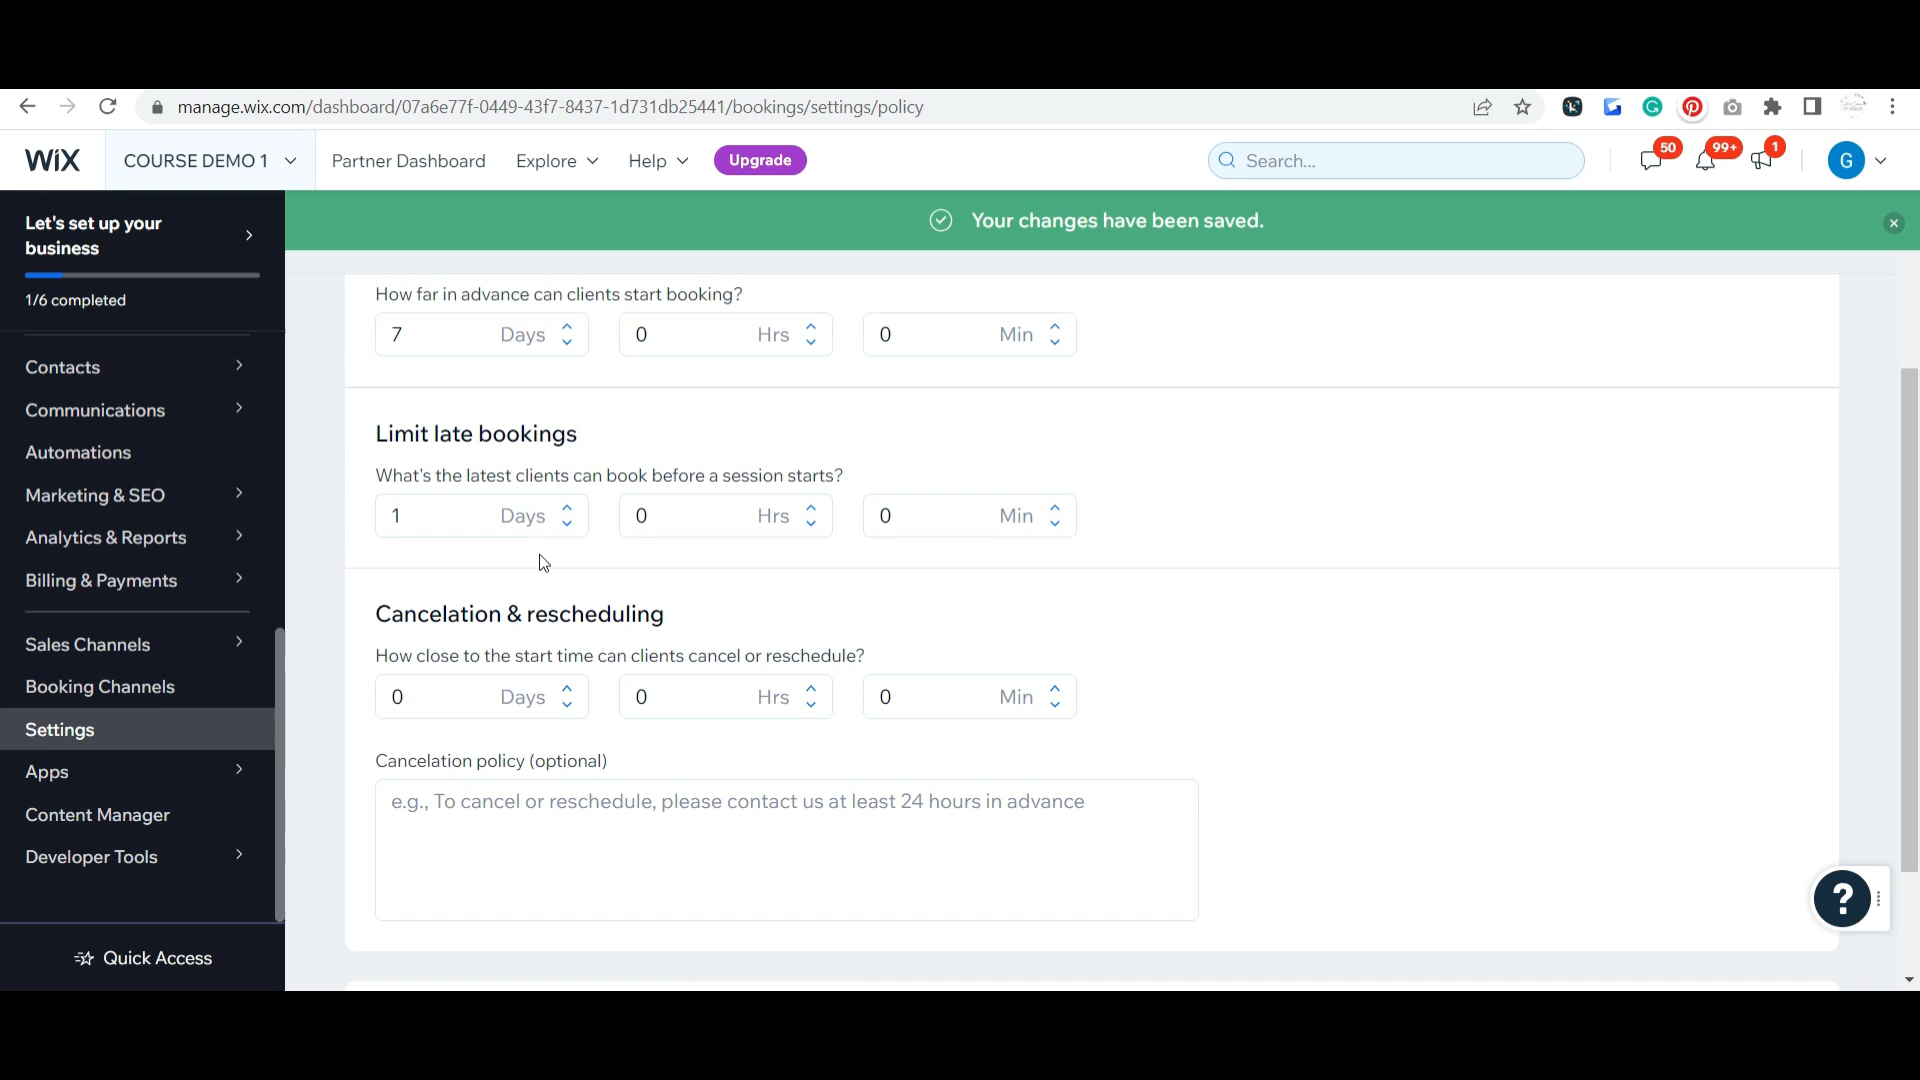 manage.wix.com/dashboard/07a6e77f-0449-43f7-8437-1d731db25441/bookings/settings/policy
WiX COURSE DEMO 1 Partner Dashboard Explore Help Upgrade Search... 50 99+ 1 G
Let's set up your
business
1/6 completed
Contacts
Communications
Automations
Marketing & SEO
Analytics & Reports
Billing & Payments
Sales Channels
Booking Channels
Settings
Apps
Content Manager
Developer Tools
Quick Access
Your changes have been saved.
How far in advance can clients start booking?
7 Days 0 Hrs 0 Min
Limit late bookings
What's the latest clients can book before a session starts?
1 Days 0 Hrs 0 Min
Cancelation & rescheduling
How close to the start time can clients cancel or reschedule?
0 Days 0 Hrs 0 Min
Cancelation policy (optional)
e.g., To cancel or reschedule, please contact us at least 24 hours in advance
?